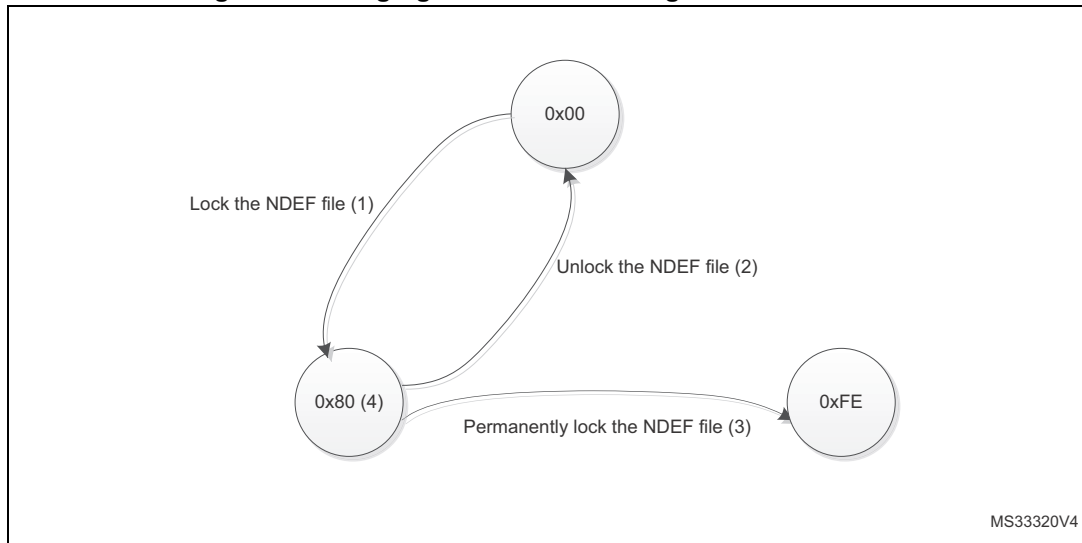 0x00
Lock the NDEF file (1)
Unlock the NDEF file (2)
0x80 (4)
0xFE
Permanently lock the NDEF file (3)
MS33320V4